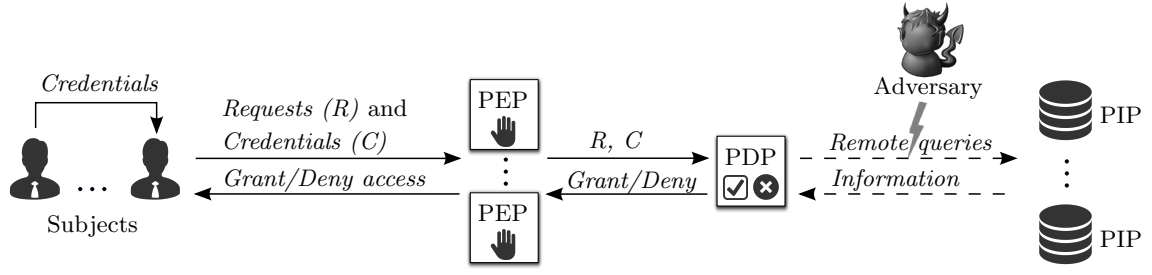 Credentials
Subjects
Requests (R) and
Credentials (C)
Grant/Deny access
PEP
PEP
R, C
Grant/Deny
PDP
Adversary
Remote queries
Information
PIP
PIP